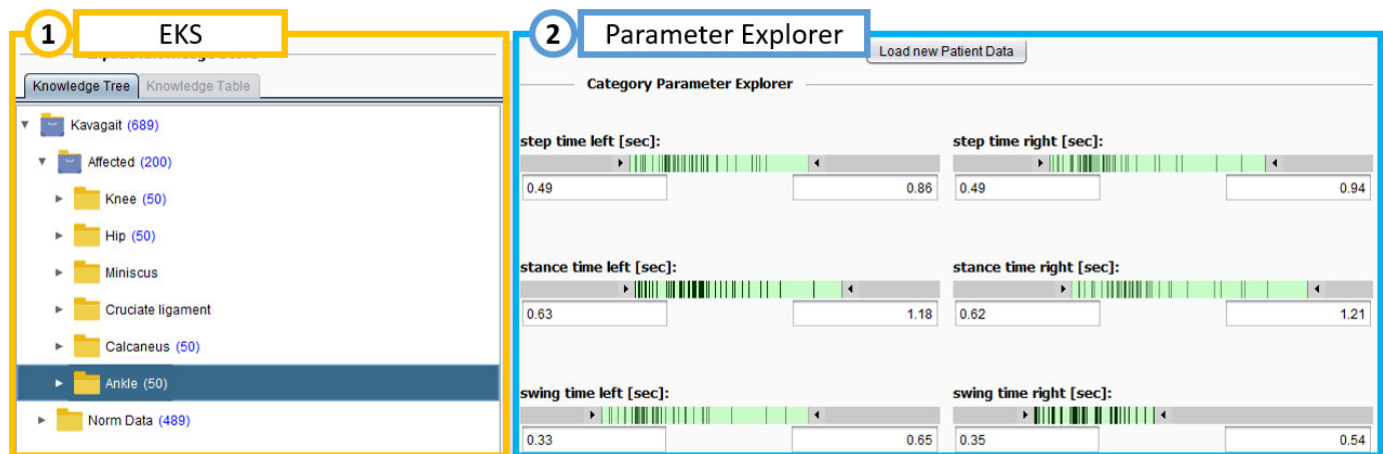 1 EKS
Knowledge Tree Knowledge Table
Kavagait (689)
Affected (200)
Knee (50)
Hip (50)
Miniscus
Cruciate ligament
Calcaneus (50)
Ankle (50)
Norm Data (489)
2 Parameter Explorer
Load new Patient Data
Category Parameter Explorer
step time left [sec]: step time right [sec]:
0.49 0.86 0.49 0.94
stance time left [sec]: stance time right [sec]:
0.63 1.18 0.62 1.21
swing time left [sec]: swing time right [sec]:
0.33 0.65 0.35 0.54